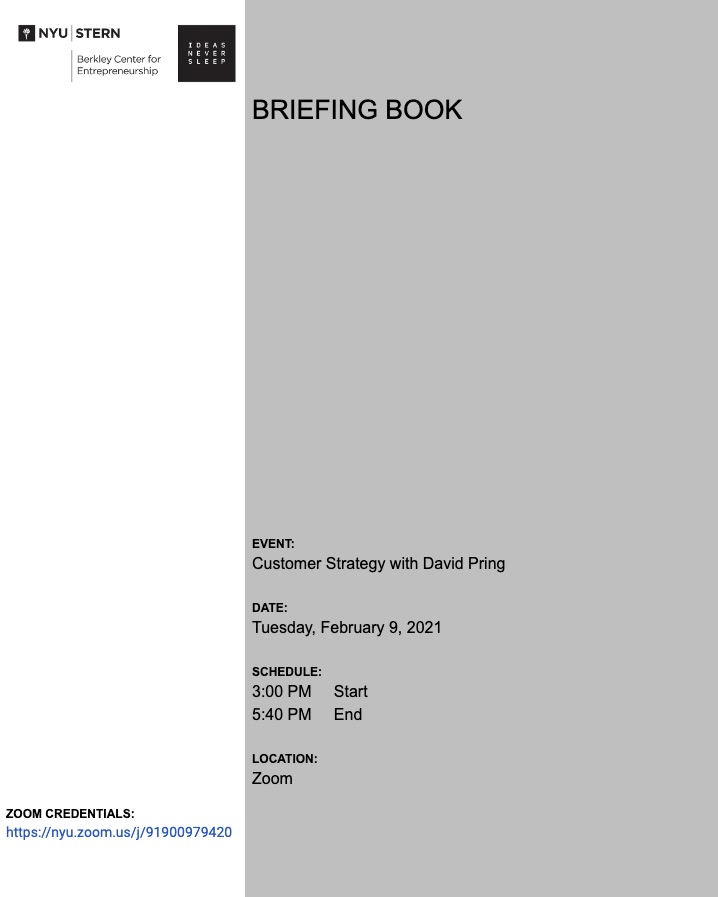 NYU STERN
Berkley Center for
Entrepreneurship
IDEAS
NEVER
SLEEP
BRIEFING BOOK
EVENT:
Customer Strategy with David Pring
DATE:
Tuesday, February 9, 2021
SCHEDULE:
3:00 PM Start
5:40 PM End
LOCATION:
Zoom
ZOOM CREDENTIALS:
https://nyu.zoom.us/j/91900979420